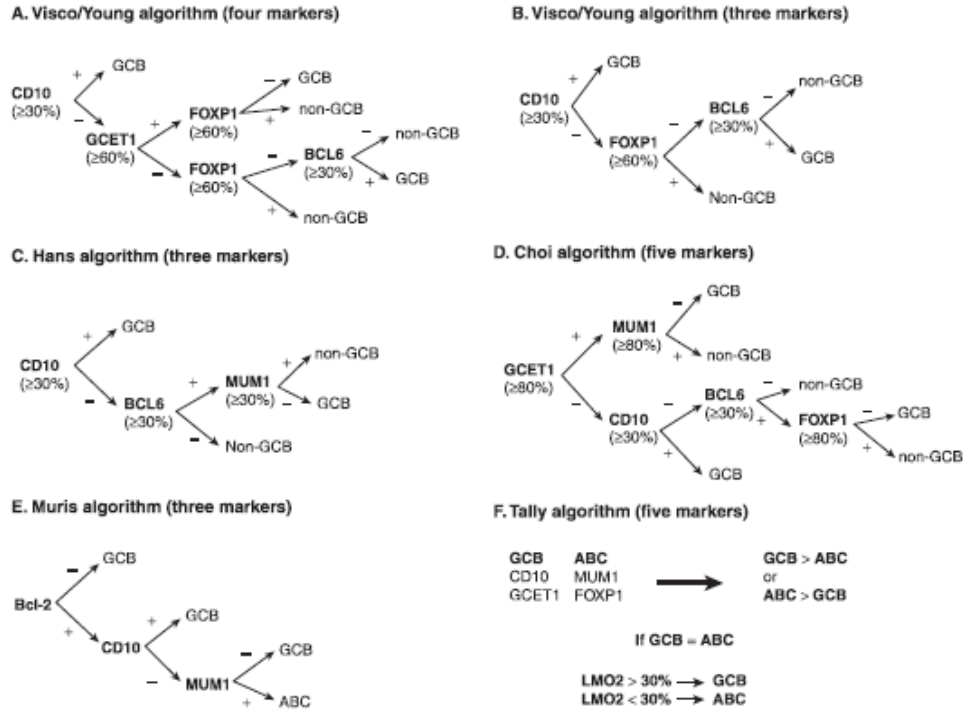 A. Visco/Young algorithm (four markers)
+ GCB
CD10
(≥30%)
−
GCET1
(≥60%)
+
FOXP1
(≥60%)
− GCB
+ non-GCB
−
FOXP1
(≥60%)
−
BCL6
(≥30%)
− non-GCB
+ GCB
+ non-GCB
B. Visco/Young algorithm (three markers)
+ GCB
CD10
(≥30%)
−
FOXP1
(≥60%)
−
BCL6
(≥30%)
− non-GCB
+ GCB
+ Non-GCB
C. Hans algorithm (three markers)
+ GCB
CD10
(≥30%)
−
BCL6
(≥30%)
+
MUM1
(≥30%)
+ non-GCB
− GCB
− Non-GCB
D. Choi algorithm (five markers)
GCET1
(≥80%)
+
MUM1
(≥80%)
− GCB
+ non-GCB
−
CD10
(≥30%)
−
BCL6
(≥30%)
− non-GCB
+
FOXP1
(≥80%)
− GCB
+ non-GCB
+ GCB
E. Muris algorithm (three markers)
− GCB
Bcl-2
+
CD10
+ GCB
−
MUM1
− GCB
+ ABC
F. Tally algorithm (five markers)
GCB ABC
CD10 MUM1
GCET1 FOXP1
GCB > ABC
or
ABC > GCB
If GCB = ABC
LMO2 > 30% → GCB
LMO2 < 30% → ABC